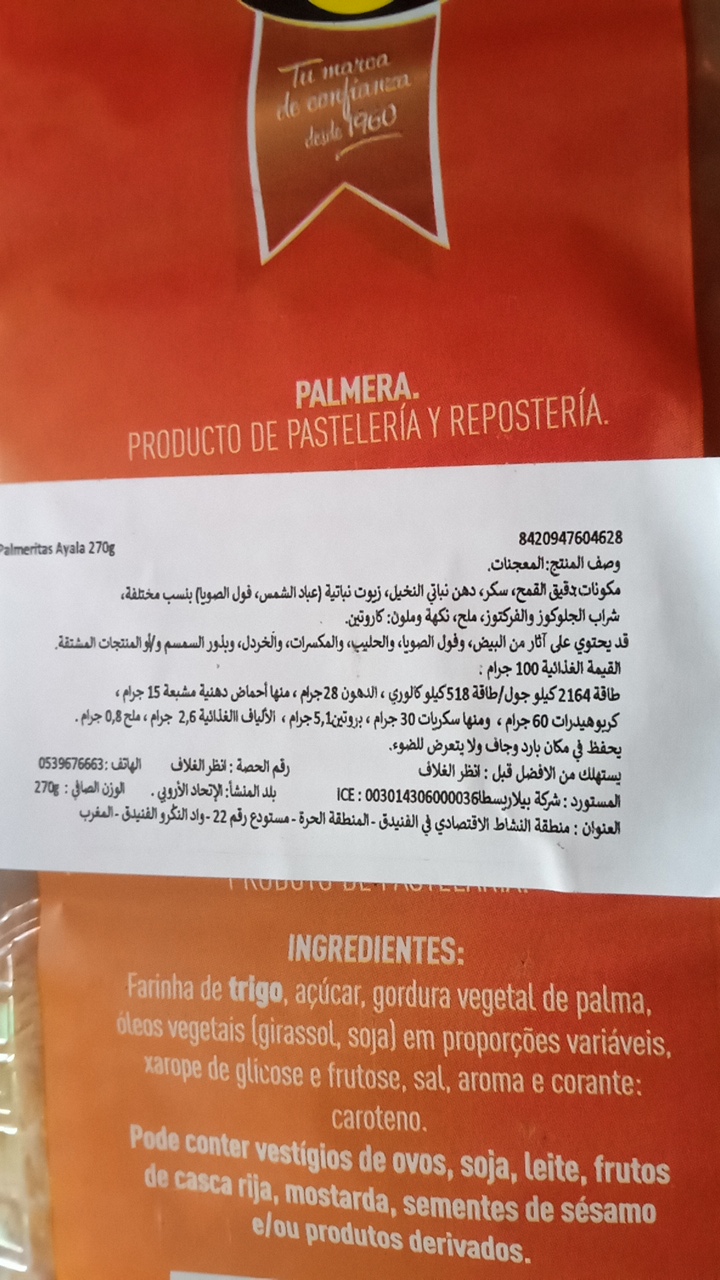 Tu marca
de confianza
desde 1960
PALMERA.
PRODUCTO DE PASTELERÍA Y REPOSTERÍA.
8420947604628
Palmeritas Ayala 270g
وصف المنتج:المعجنات.
مكونات:دقيق القمح، سكر، دهن نباتي النخيل، زيوت نباتية (عباد الشمس، فول الصويا) بنسب مختلفة،
شراب الجلوكوز والفركتوز، ملح، نكهة وملون: كاروتين.
قد يحتوي على آثار من البيض، وفول الصويا، والحليب، والمكسرات، والخردل، وبذور السمسم و/أو المنتجات المشتقة.
القيمة الغذائية 100 جرام :
طاقة 2164 كيلو جول/طاقة 518 كيلو كالوري ، الدهون 28جرام ، منها أحماض دهنية مشبعة 15 جرام ،
كربوهيدرات 60 جرام ، ومنها سكريات 30 جرام ، بروتين5,1 جرام ، الألياف االغذائية 2,6 جرام ، ملح 0,8 جرام .
يحفظ في مكان بارد وجاف ولا يتعرض للضوء.
يستهلك من الافضل قبل : انظر الغلاف رقم الحصة : انظر الغلاف الهاتف :0539676663
المستورد : شركة بيلاريسطا ICE : 003014306000036 بلد المنشأ: الإتحاد الأروبي . الوزن الصافي : 270g
العنوان : منطقة النشاط الاقتصادي في الفنيدق - المنطقة الحرة - مستودع رقم 22 -واد النكرو الفنيدق -المغرب
PRODUTO DE PASTELARIA.
INGREDIENTES:
Farinha de trigo, açúcar, gordura vegetal de palma,
óleos vegetais (girassol, soja) em proporções variáveis,
xarope de glicose e frutose, sal, aroma e corante:
caroteno.
Pode conter vestígios de ovos, soja, leite, frutos
de casca rija, mostarda, sementes de sésamo
e/ou produtos derivados.